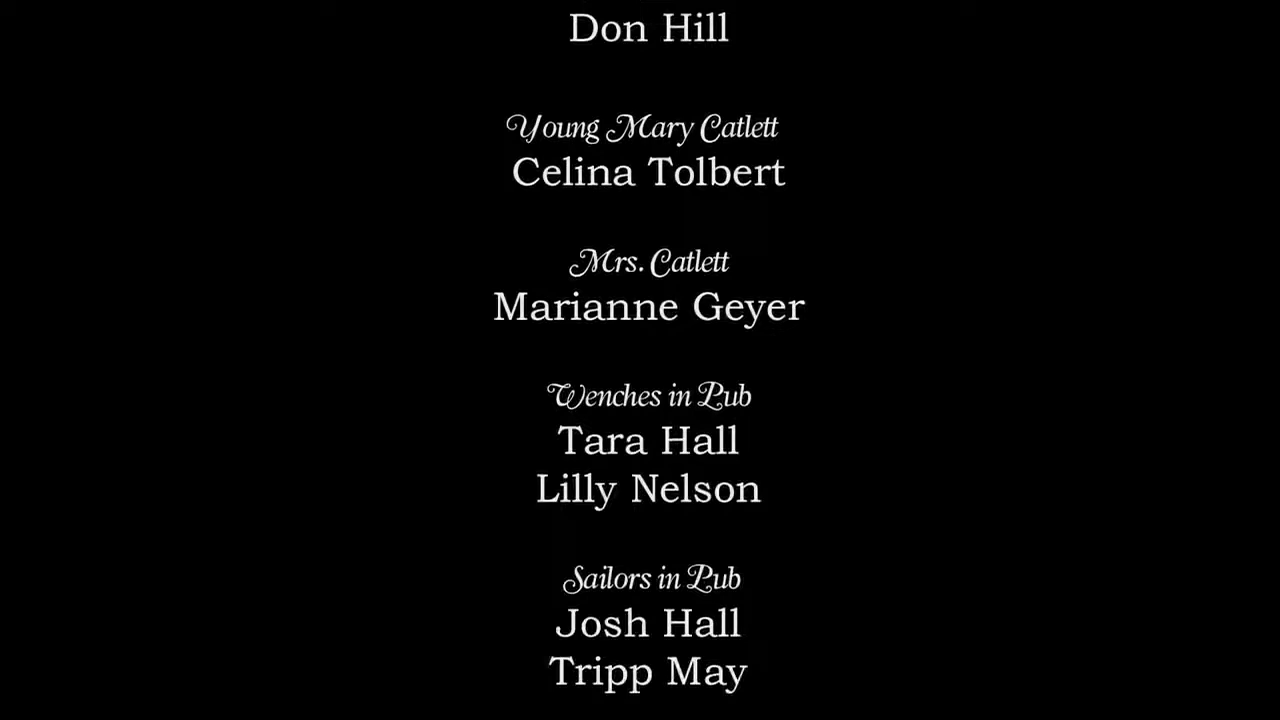 Don Hill
Young Mary Catlett
Celina Tolbert
Mrs. Catlett
Marianne Geyer
Wenches in Pub
Tara Hall
Lilly Nelson
Sailors in Pub
Josh Hall
Tripp May